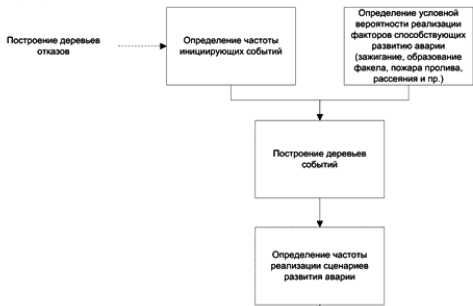 Построение деревьев
отказов
Определение частоты
инициирующих событий
Определение условной
вероятности реализации
факторов способствующих
развитию аварии
(зажигание, образование
факела, пожара пролива,
рассеяния и пр.)
Построение деревьев
событий
Определение частоты
реализации сценариев
развития аварии